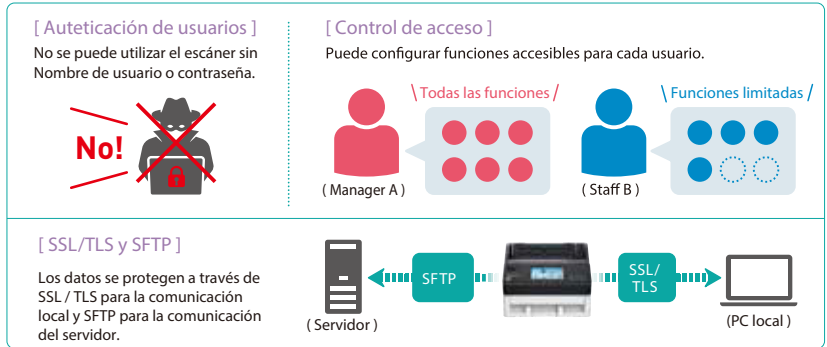 [ Auteticación de usuarios ]
No se puede utilizar el escáner sin
Nombre de usuario o contraseña.
No!
[ Control de acceso ]
Puede configurar funciones accesibles para cada usuario.
\ Todas las funciones /
( Manager A )
\ Funciones limitadas /
( Staff B )
[ SSL/TLS y SFTP ]
Los datos se protegen a través de
SSL / TLS para la comunicación
local y SFTP para la comunicación
del servidor.
( Servidor )
SFTP
SSL/
TLS
(PC local )